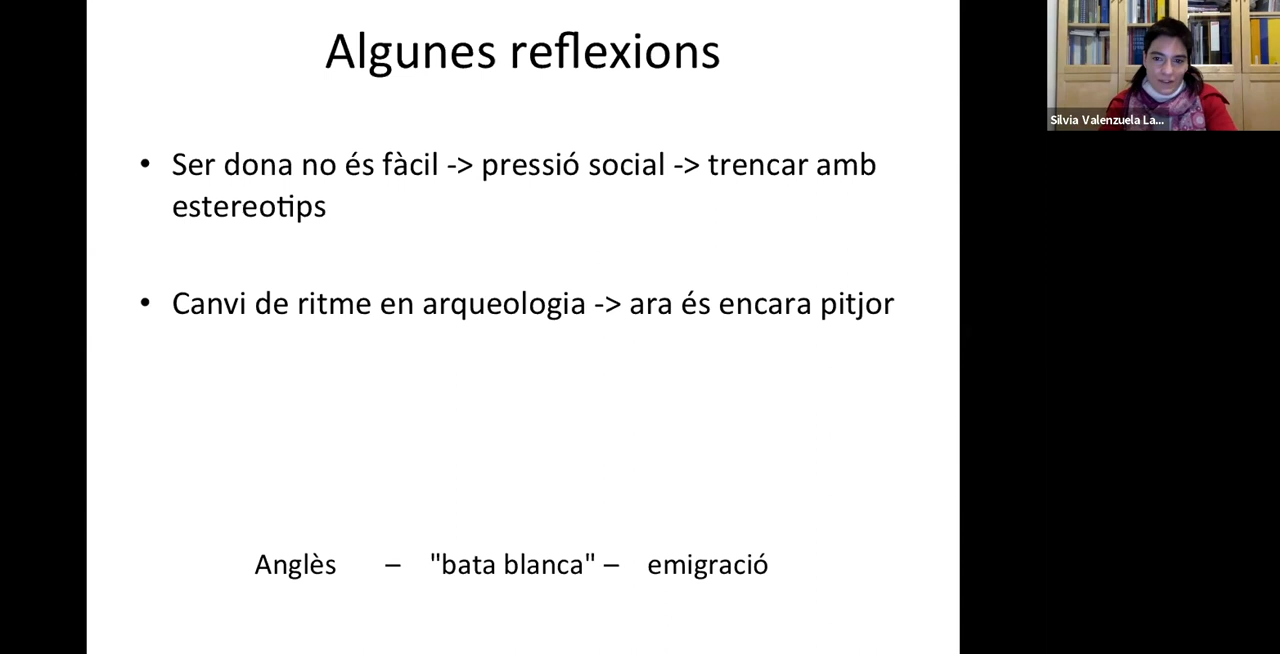 Algunes reflexions
Silvia Valenzuela La...
• Ser dona no és fàcil -> pressió social -> trencar amb
estereotips
• Canvi de ritme en arqueologia -> ara és encara pitjor
Anglès – "bata blanca" – emigració